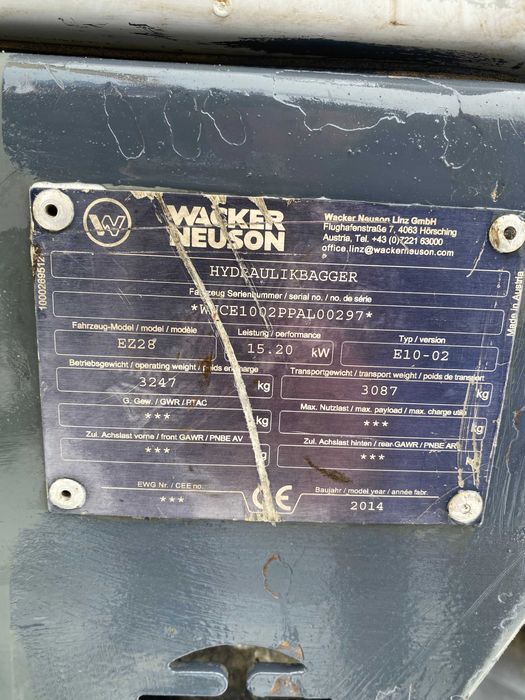 WACKER
NEUSON
Wacker Neuson Linz GmbH
Flughafenstraße 7, 4063 Hörsching
Austria, Tel. +43 (0)7221 63000
office.linz@wackerneuson.com
HYDRAULIKBAGGER
Fahrzeug Seriennummer / serial no. / no. de série
*WNCE1002PPAL00297*
Fahrzeug-Model / model / modèle
EZ28
Leistung / performance
15.20 kW
Typ / version
E10-02
Betriebsgewicht / operating weight / poids en charge
3247 kg
Transportgewicht / transport weight / poids de transport
3087 kg
G. Gew. / GWR / PTAC
*** kg
Max. Nutzlast / max. payload / max. charge utile
*** kg
Zul. Achslast vorne / front GAWR / PNBE AV
*** kg
Zul. Achslast hinten / rear GAWR / PNBE AR
*** kg
EWG Nr. / CEE no.
***
CE
Baujahr / model year / année fabr.
2014
1000269512
Made in Austria